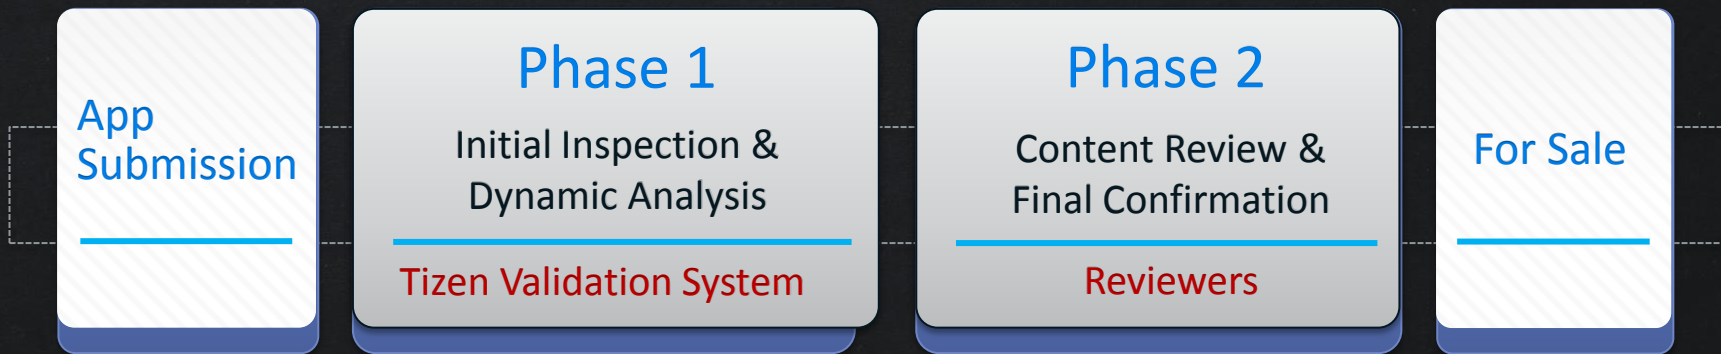 App
Submission
Phase 1
Initial Inspection &
Dynamic Analysis
Tizen Validation System
Phase 2
Content Review &
Final Confirmation
Reviewers
For Sale